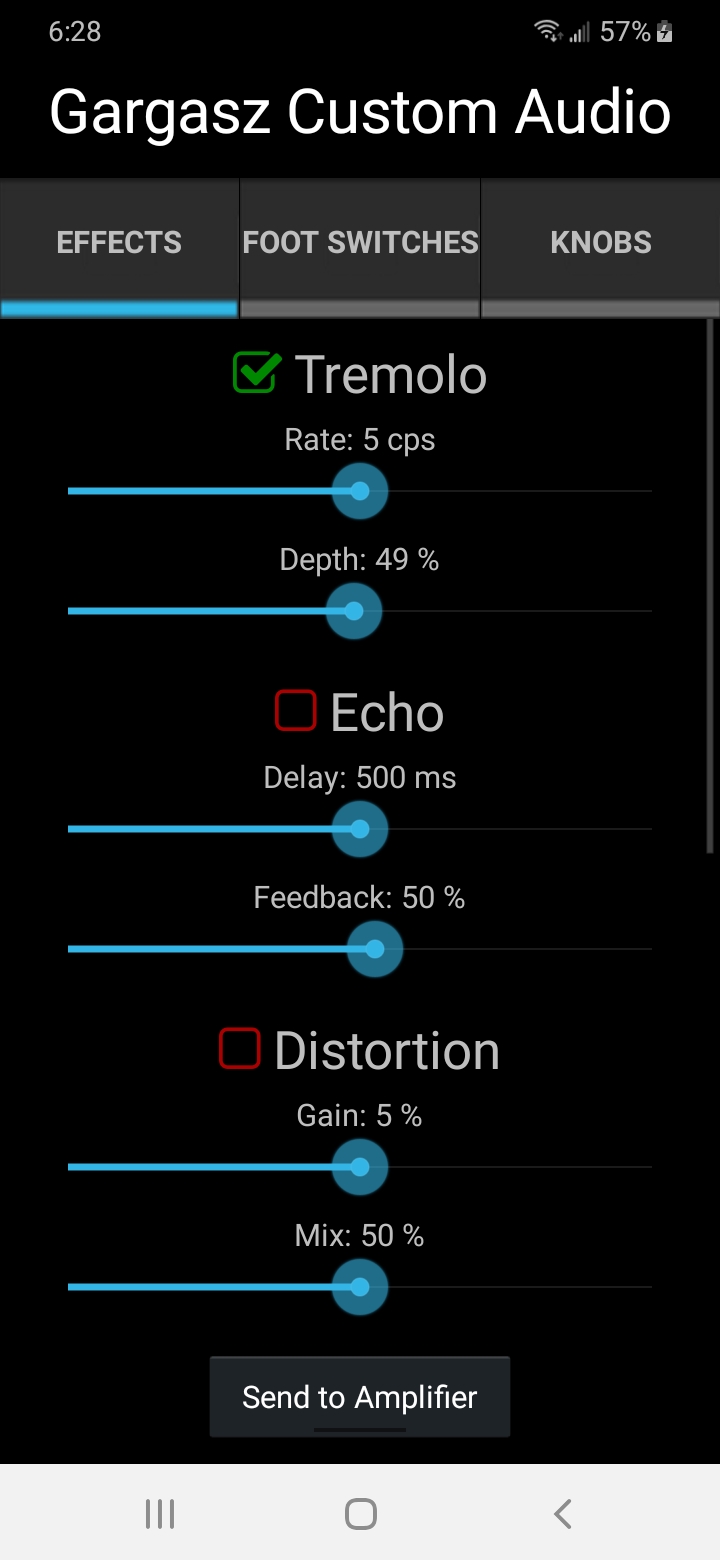 6:28
57%
Gargasz Custom Audio
EFFECTS
FOOT SWITCHES
KNOBS
Tremolo
Rate: 5 cps
Depth: 49 %
Echo
Delay: 500 ms
Feedback: 50 %
Distortion
Gain: 5 %
Mix: 50 %
Send to Amplifier